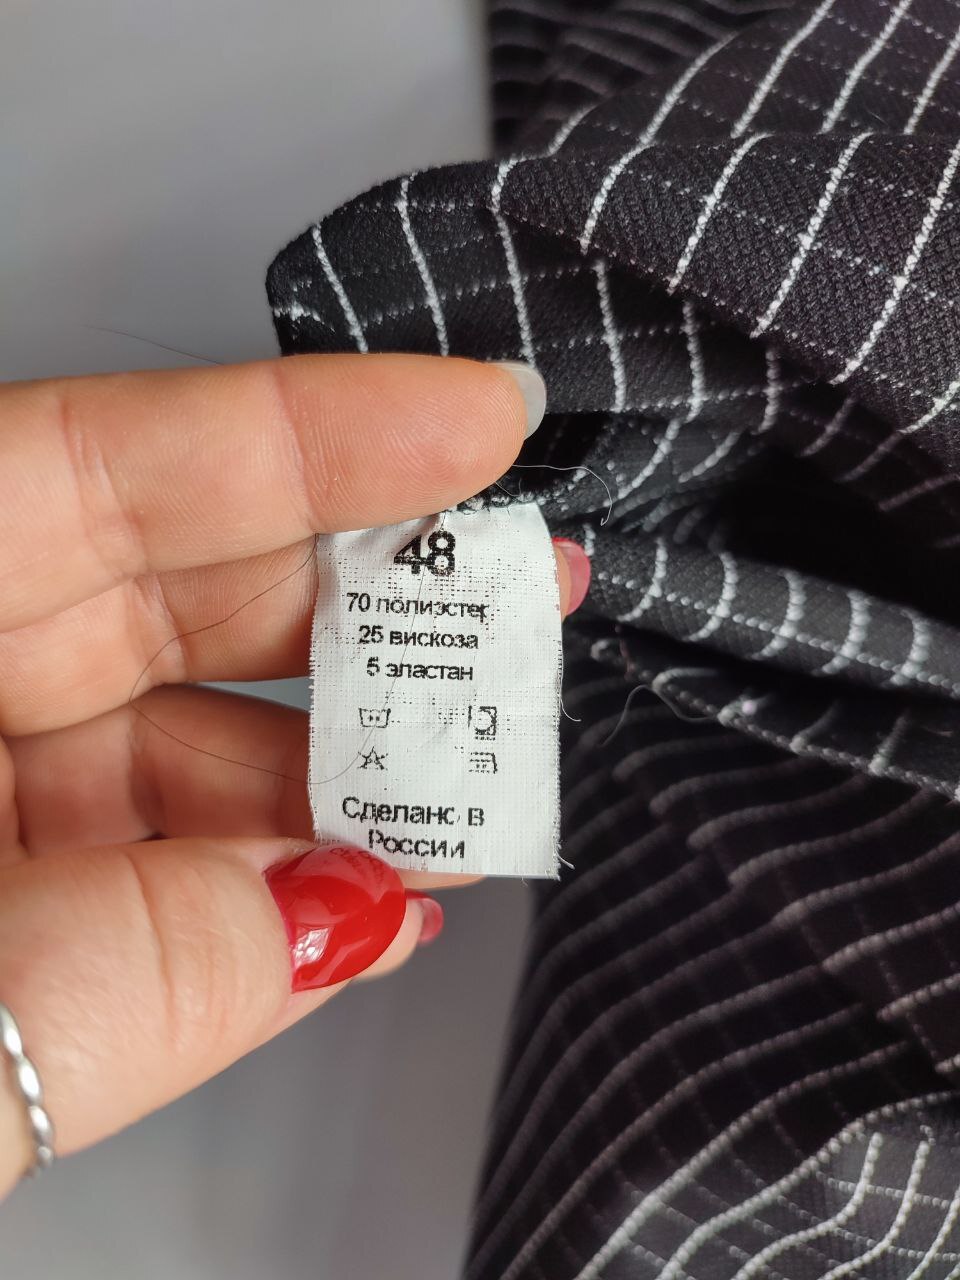 48
70 полиэстер
25 вискоза
5 эластан
Сделано в
России